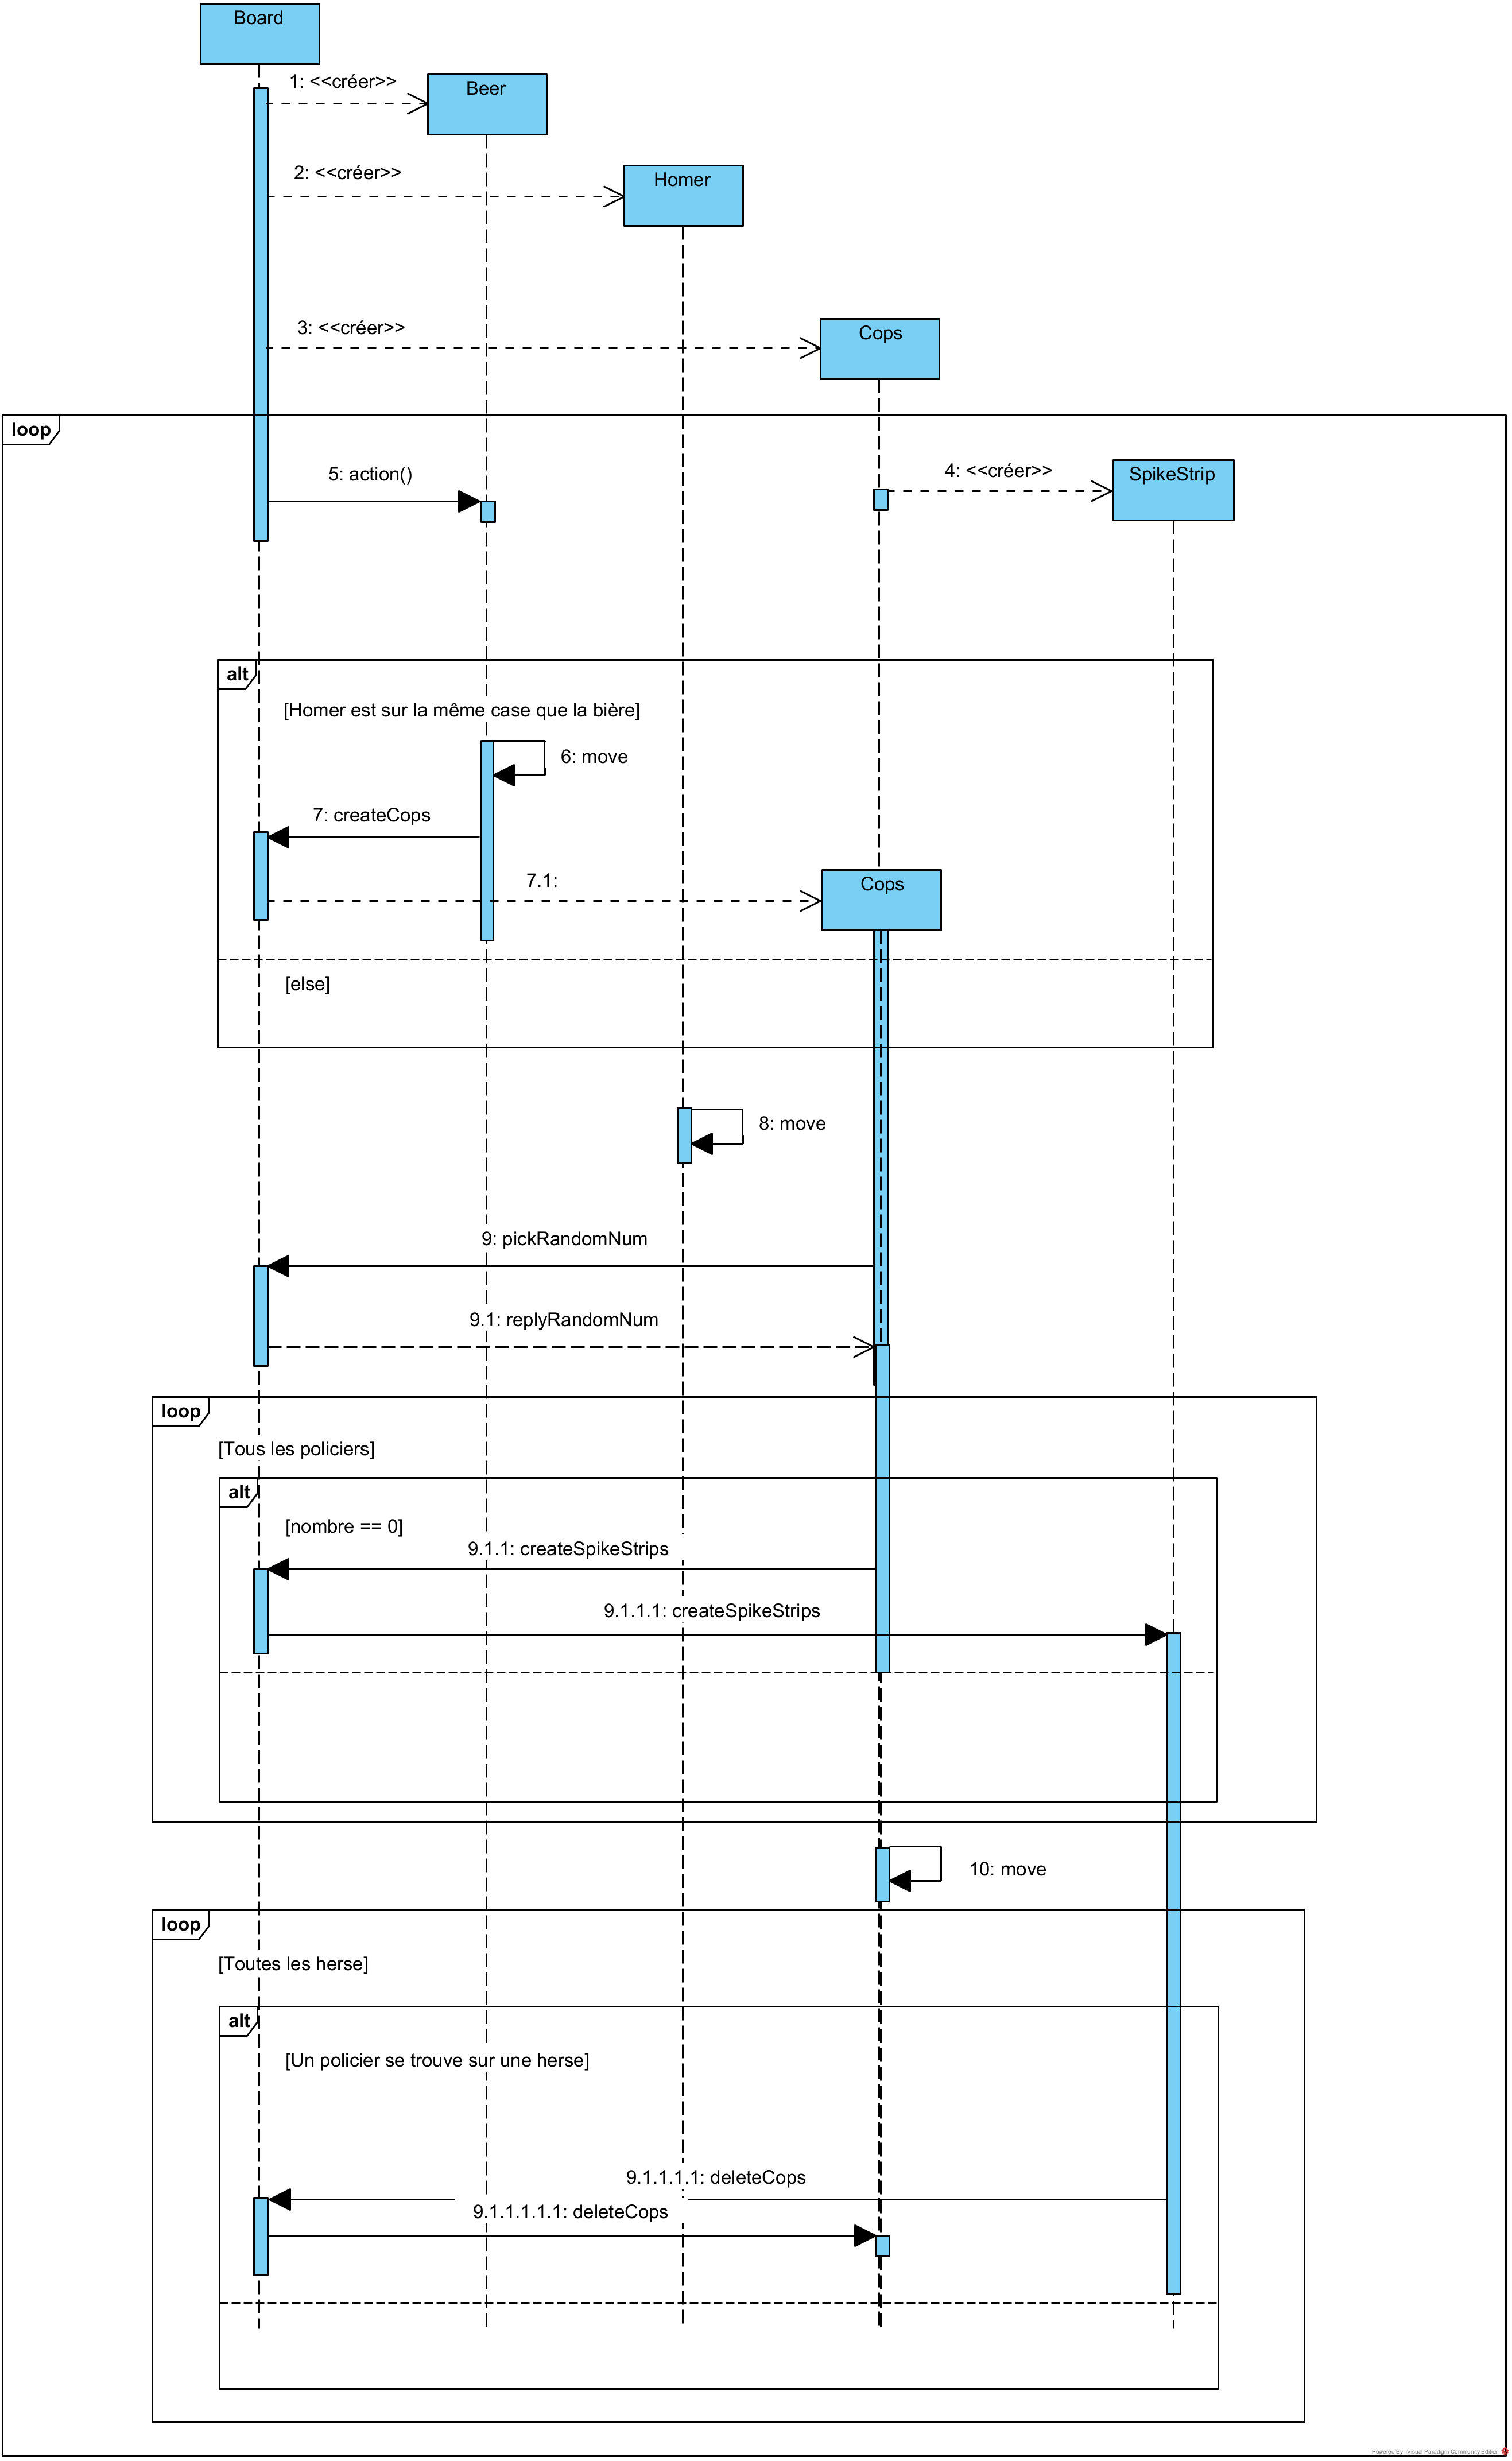 Board
1: <<créer>>
Beer
2: <<créer>>
Homer
3: <<créer>>
Cops
loop
5: action()
4: <<créer>>
SpikeStrip
alt
[Homer est sur la même case que la bière]
6: move
7: createCops
7.1:
Cops
[else]
8: move
9: pickRandomNum
9.1: replyRandomNum
loop
[Tous les policiers]
alt
[nombre == 0]
9.1.1: createSpikeStrips
9.1.1.1: createSpikeStrips
10: move
loop
[Toutes les herse]
alt
[Un policier se trouve sur une herse]
9.1.1.1.1: deleteCops
9.1.1.1.1.1: deleteCops
Powered By Visual Paradigm Community Edition